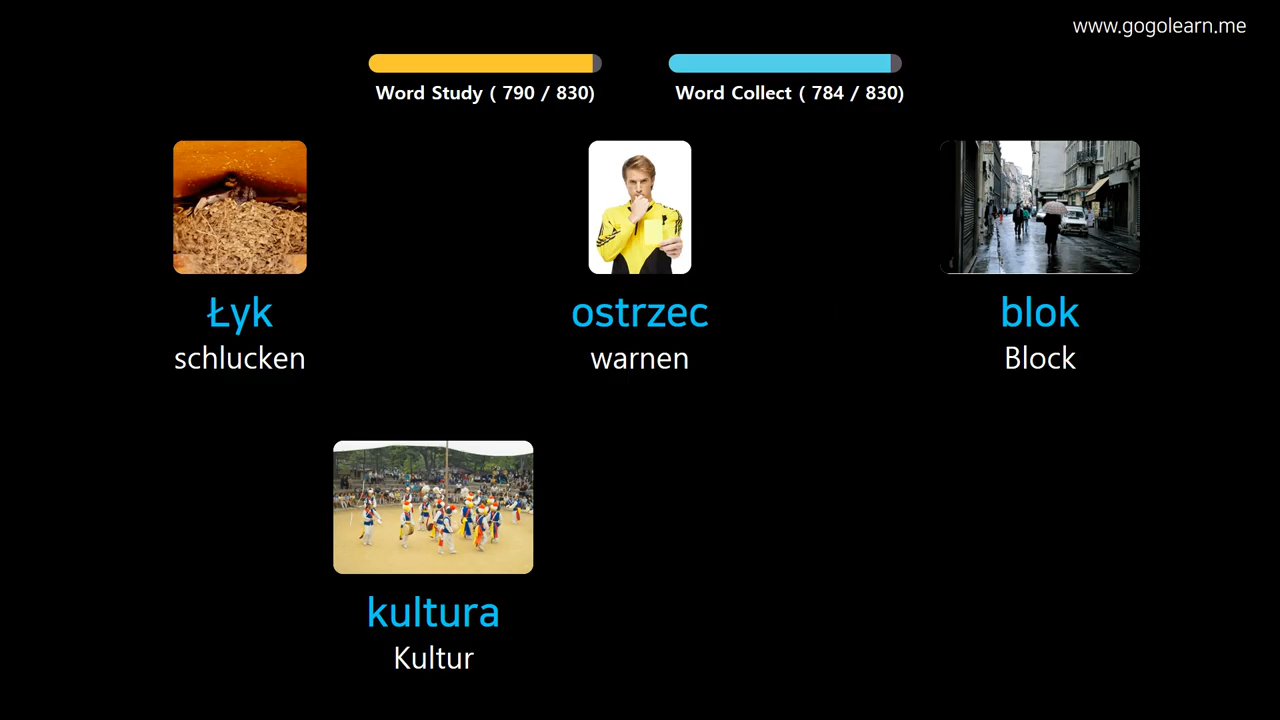 www.gogolearn.me
Word Study ( 790 / 830)
Word Collect ( 784 / 830)
Łyk
schlucken
ostrzec
warnen
blok
Block
kultura
Kultur